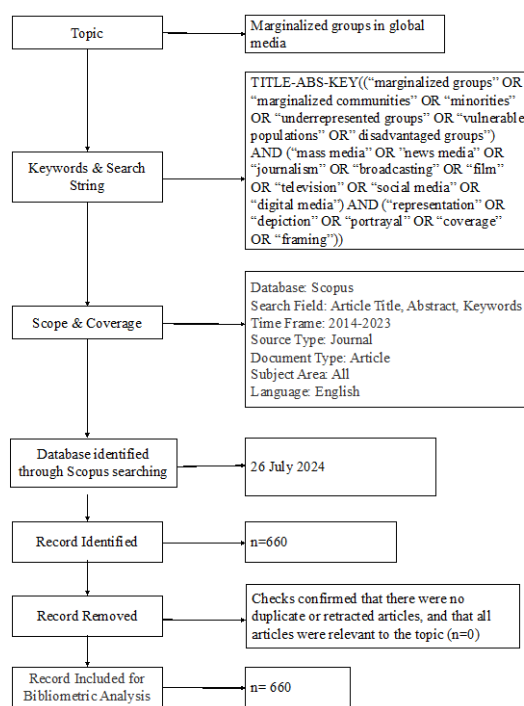 Topic
Marginalized groups in global
media
Keywords & Search
String
TITLE-ABS-KEY((“marginalized groups” OR
“marginalized communities” OR “minorities”
OR “underrepresented groups” OR “vulnerable
populations” OR” disadvantaged groups”)
AND (“mass media” OR ”news media” OR
“journalism” OR “broadcasting” OR “film”
OR “television” OR “social media” OR
“digital media”) AND (“representation” OR
“depiction” OR “portrayal” OR “coverage”
OR “framing”))
Scope & Coverage
Database: Scopus
Search Field: Article Title, Abstract, Keywords
Time Frame: 2014-2023
Source Type: Journal
Document Type: Article
Subject Area: All
Language: English
Database identified
through Scopus searching
26 July 2024
Record Identified
n=660
Record Removed
Checks confirmed that there were no
duplicate or retracted articles, and that all
articles were relevant to the topic (n=0)
Record Included for
Bibliometric Analysis
n= 660